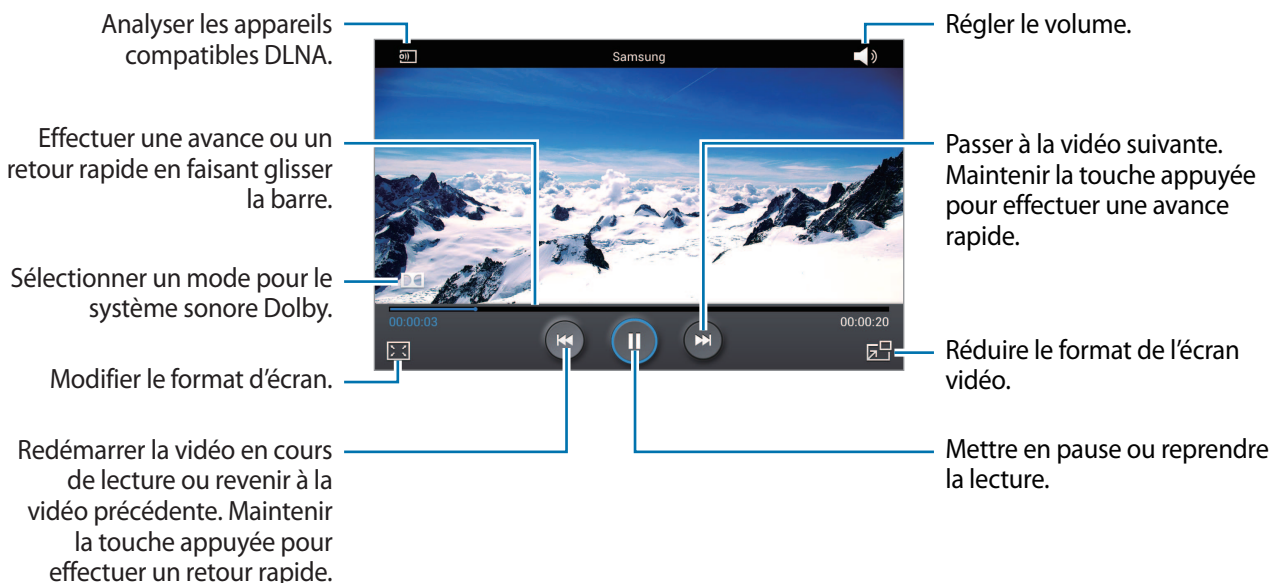 Analyser les appareils
compatibles DLNA.
Effectuer une avance ou un
retour rapide en faisant glisser
la barre.
Sélectionner un mode pour le
système sonore Dolby.
Modifier le format d’écran.
Redémarrer la vidéo en cours
de lecture ou revenir à la
vidéo précédente. Maintenir
la touche appuyée pour
effectuer un retour rapide.
Samsung
00:00:03
00:00:20
Régler le volume.
Passer à la vidéo suivante.
Maintenir la touche appuyée
pour effectuer une avance
rapide.
Réduire le format de l’écran
vidéo.
Mettre en pause ou reprendre
la lecture.